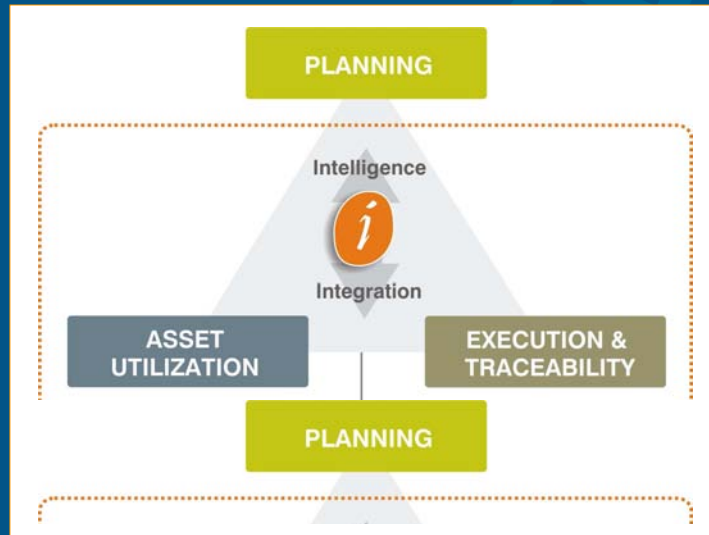 PLANNING
Intelligence
i
Integration
ASSET
UTILIZATION
EXECUTION &
TRACEABILITY
PLANNING